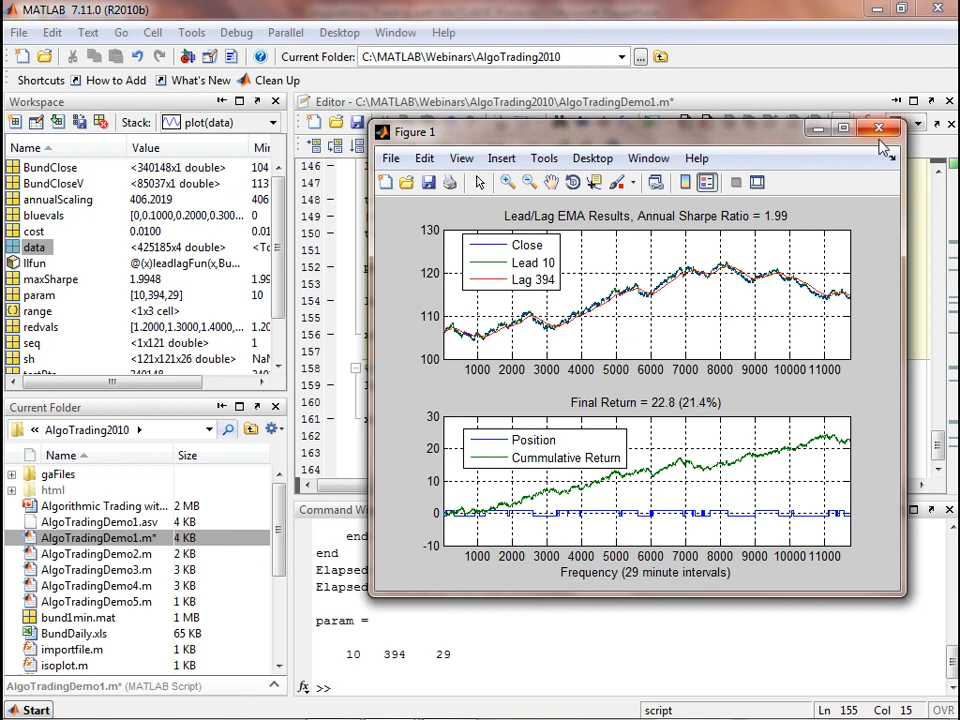 MATLAB 7.11.0 (R2010b)
File Edit Text Go Cell Tools Debug Parallel Desktop Window Help
Current Folder: C:\MATLAB\Webinars\AlgoTrading2010
Shortcuts How to Add What's New Clean Up
Workspace
Stack: plot(data)
Name Value Min
BundClose <340148x1 double> 104
BundCloseV <85037x1 double> 113
annualScaling 406.2019 406
bluevals [0,0.1000,0.2000,0.300... 0
cost 0.0100 0.0
data <425185x4 double> <To
llfun @(x)leadlagFun(x,Bu...
maxSharpe 1.9948 1.9
param [10,394,29] 10
range <1x3 cell>
redvals [1.2000,1.3000,1.4000,... 1.2
seq <1x121 double> 1
sh <121x121x26 double> NaN
Current Folder
AlgoTrading2010
Name Size
gaFiles
html
Algorithmic Trading wit... 2 MB
AlgoTradingDemo1.asv 4 KB
AlgoTradingDemo1.m* 4 KB
AlgoTradingDemo2.m 2 KB
AlgoTradingDemo3.m 3 KB
AlgoTradingDemo4.m 3 KB
AlgoTradingDemo5.m 1 KB
bund1min.mat 1 MB
BundDaily.xls 65 KB
importfile.m 1 KB
isoplot.m 1 KB
AlgoTradingDemo1.m* (MATLAB Script)
Editor - C:\MATLAB\Webinars\AlgoTrading2010\AlgoTradingDemo1.m*
146
147
148
149
150
151
152
153
154
155
156
157
158
159
160
161
162
163
164
Figure 1
File Edit View Insert Tools Desktop Window Help
Lead/Lag EMA Results, Annual Sharpe Ratio = 1.99
130
120
110
100
Close
Lead 10
Lag 394
1000 2000 3000 4000 5000 6000 7000 8000 9000 10000 11000
Final Return = 22.8 (21.4%)
30
20
10
0
-10
Position
Cummulative Return
1000 2000 3000 4000 5000 6000 7000 8000 9000 10000 11000
Frequency (29 minute intervals)
Command Wi
end
end
Elapsed
Elapsed
param =
10 394 29
fx >>
Start
script Ln 155 Col 15 OVR